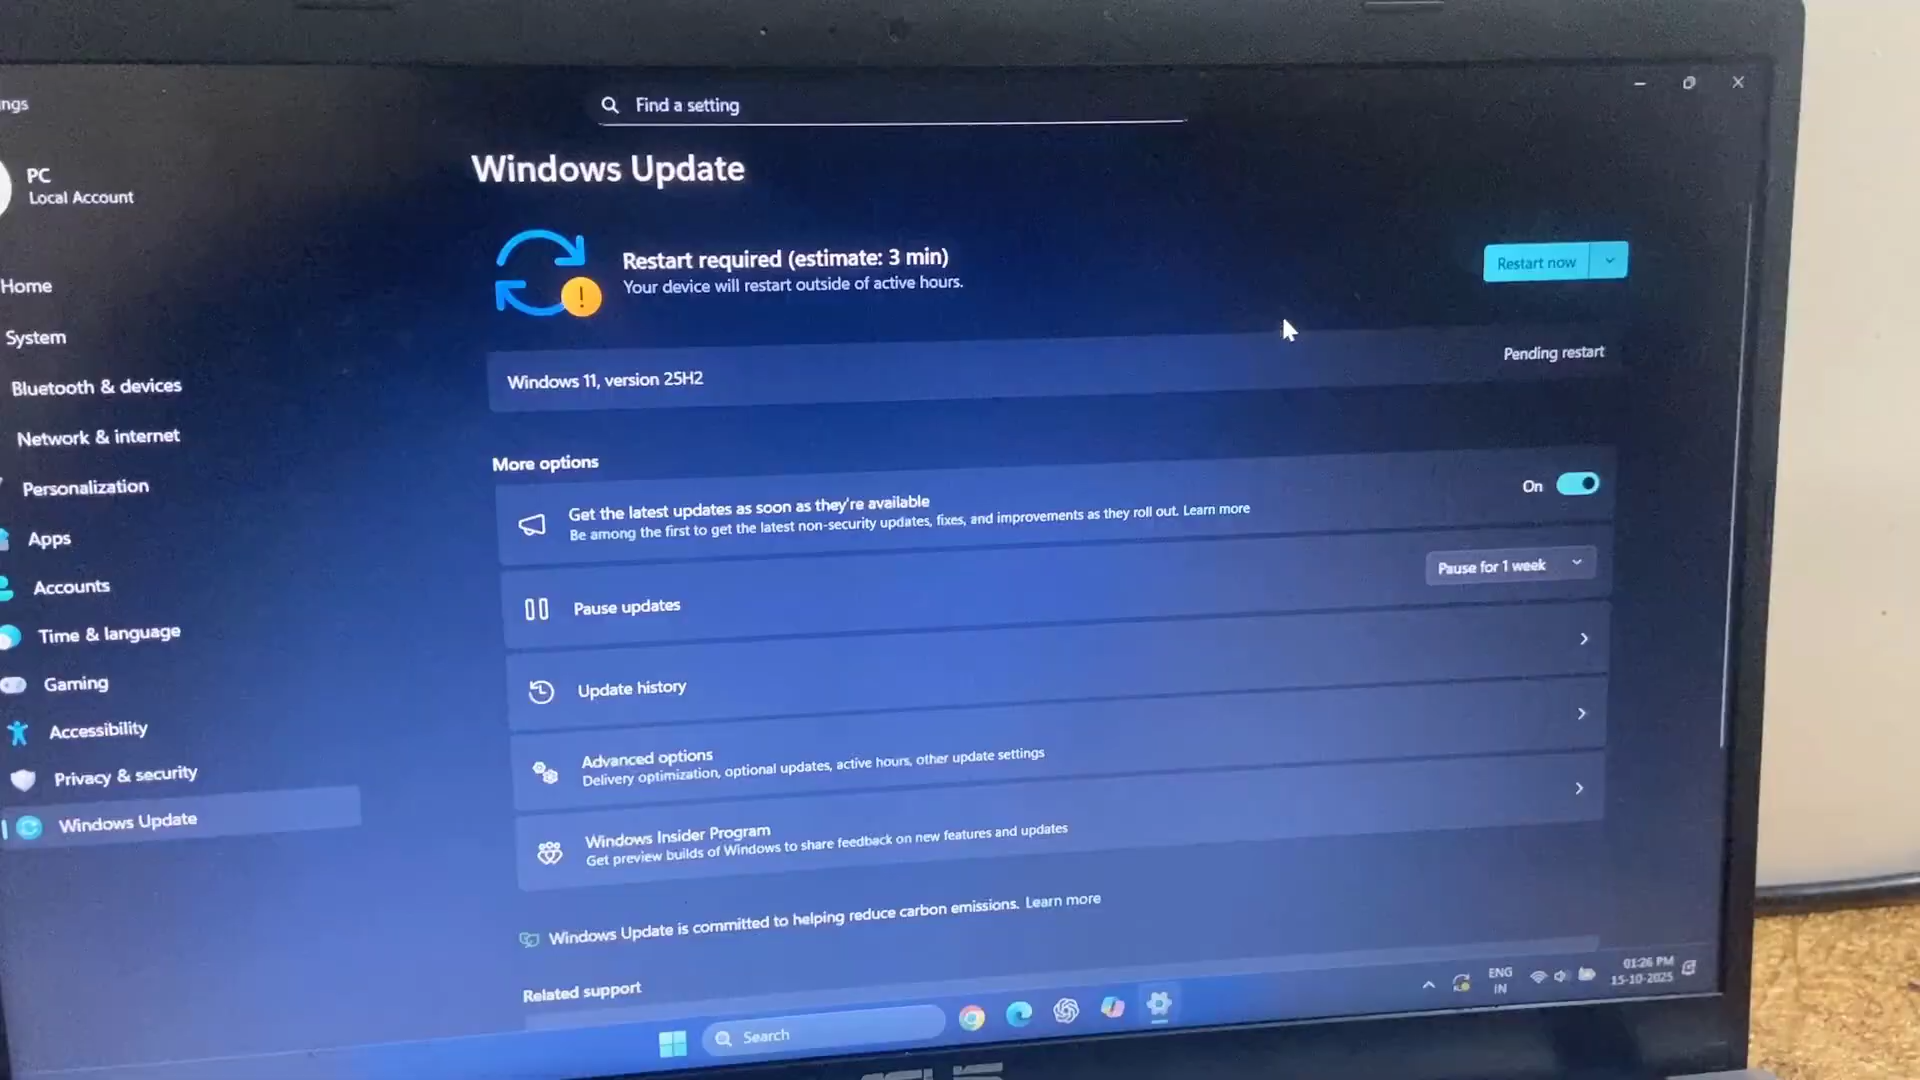 ngs
Find a setting
PC
Local Account
Windows Update
Restart required (estimate: 3 min)
Your device will restart outside of active hours.
Restart now
Home
System
Bluetooth & devices
Network & internet
Personalization
Apps
Accounts
Time & language
Gaming
Accessibility
Privacy & security
Windows Update
Windows 11, version 25H2
Pending restart
More options
Get the latest updates as soon as they're available
Be among the first to get the latest non-security updates, fixes, and improvements as they roll out. Learn more
On
Pause updates
Pause for 1 week
Update history
Advanced options
Delivery optimization, optional updates, active hours, other update settings
Windows Insider Program
Get preview builds of Windows to share feedback on new features and updates
Windows Update is committed to helping reduce carbon emissions. Learn more
Related support
Search
ENG
IN
01:26 PM
15-10-2025
ASUS